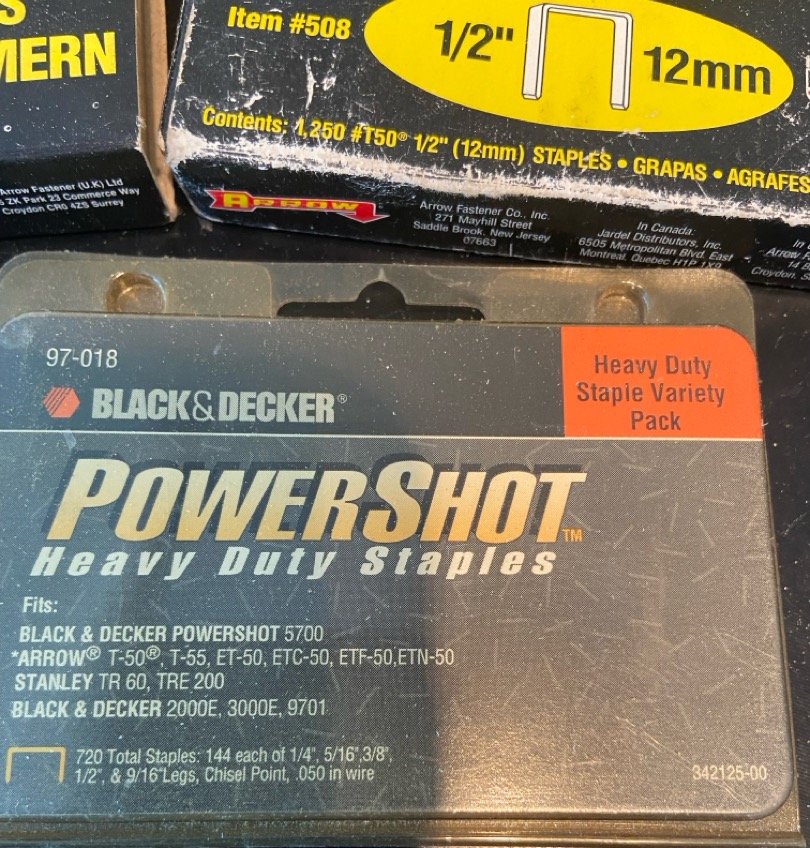 S
MERN
Arrow Fastener (U.K) Ltd
ZK Park 23 Commerce Way
Croydon CR0 4ZS Surrey
Item #508
1/2" 12mm
Contents: 1,250 #T50® 1/2" (12mm) STAPLES • GRAPAS • AGRAFES
ARROW
Arrow Fastener Co., Inc.
271 Mayhill Street
Saddle Brook, New Jersey
07663
In Canada:
Jardel Distributors, Inc.
6505 Metropolitan Blvd. East
Montreal, Quebec H1P 1X9
In
Arrow F
14
Croydon, S
97-018
BLACK&DECKER®
Heavy Duty
Staple Variety
Pack
POWERSHOT™
Heavy Duty Staples
Fits:
BLACK & DECKER POWERSHOT 5700
*ARROW® T-50®, T-55, ET-50, ETC-50, ETF-50,ETN-50
STANLEY TR 60, TRE 200
BLACK & DECKER 2000E, 3000E, 9701
720 Total Staples: 144 each of 1/4", 5/16",3/8",
1/2", & 9/16"Legs, Chisel Point, .050 in wire
342125-00